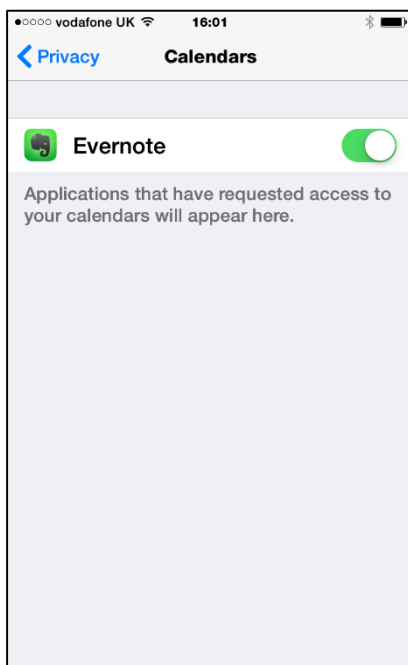 vodafone UK 16:01
Privacy Calendars
Evernote
Applications that have requested access to
your calendars will appear here.